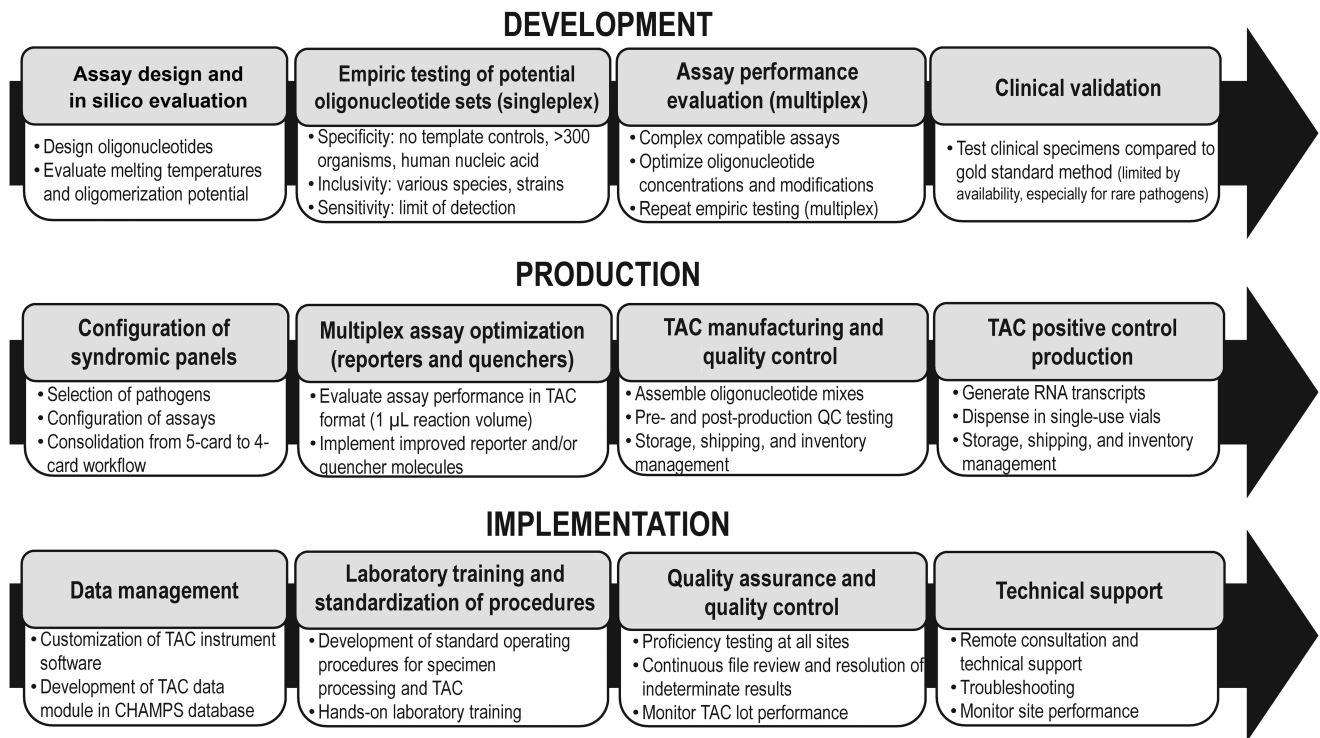 DEVELOPMENT
Assay design and
in silico evaluation
• Design oligonucleotides
• Evaluate melting temperatures
and oligomerization potential
Empiric testing of potential
oligonucleotide sets (singleplex)
• Specificity: no template controls, >300
organisms, human nucleic acid
• Inclusivity: various species, strains
• Sensitivity: limit of detection
Assay performance
evaluation (multiplex)
• Complex compatible assays
• Optimize oligonucleotide
concentrations and modifications
• Repeat empiric testing (multiplex)
Clinical validation
• Test clinical specimens compared to
gold standard method (limited by
availability, especially for rare pathogens)
PRODUCTION
Configuration of
syndromic panels
• Selection of pathogens
• Configuration of assays
• Consolidation from 5-card to 4-
card workflow
Multiplex assay optimization
(reporters and quenchers)
• Evaluate assay performance in TAC
format (1 µL reaction volume)
• Implement improved reporter and/or
quencher molecules
TAC manufacturing and
quality control
• Assemble oligonucleotide mixes
• Pre- and post-production QC testing
• Storage, shipping, and inventory
management
TAC positive control
production
• Generate RNA transcripts
• Dispense in single-use vials
• Storage, shipping, and inventory
management
IMPLEMENTATION
Data management
• Customization of TAC instrument
software
• Development of TAC data
module in CHAMPS database
Laboratory training and
standardization of procedures
• Development of standard operating
procedures for specimen
processing and TAC
• Hands-on laboratory training
Quality assurance and
quality control
• Proficiency testing at all sites
• Continuous file review and resolution of
indeterminate results
• Monitor TAC lot performance
Technical support
• Remote consultation and
technical support
• Troubleshooting
• Monitor site performance